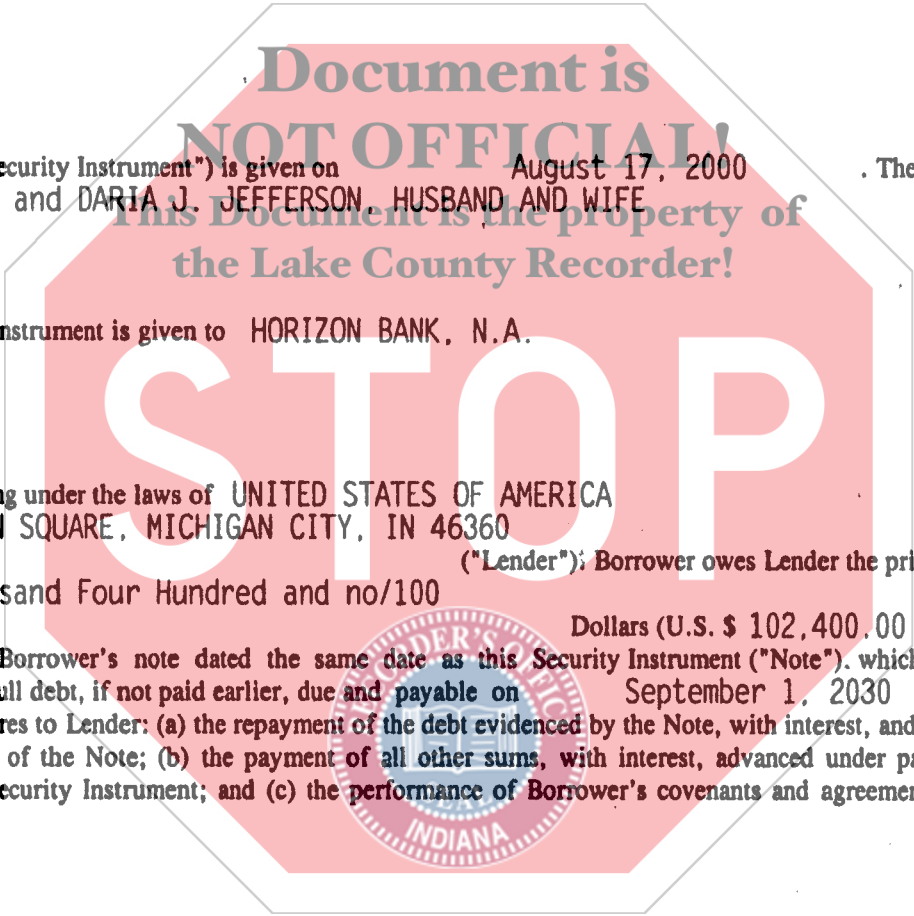 Document is
NOT OFFICIAL!
ecurity Instrument") is given on August 17, 2000 . The
and DARIA J. JEFFERSON, HUSBAND AND WIFE
This Document is the property of
the Lake County Recorder!
nstrument is given to HORIZON BANK, N.A.
STOP
g under the laws of UNITED STATES OF AMERICA
SQUARE, MICHIGAN CITY, IN 46360
("Lender"). Borrower owes Lender the pri
sand Four Hundred and no/100
Dollars (U.S. $ 102,400.00
Borrower's note dated the same date as this Security Instrument ("Note"). which
ull debt, if not paid earlier, due and payable on September 1, 2030
res to Lender: (a) the repayment of the debt evidenced by the Note, with interest, and
of the Note; (b) the payment of all other sums, with interest, advanced under pa
ecurity Instrument; and (c) the performance of Borrower's covenants and agreemen
INDIANA